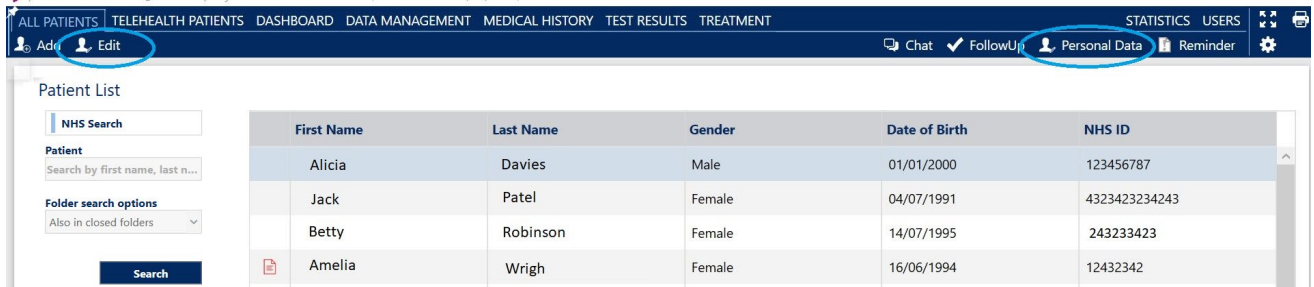 ALL PATIENTS TELEHEALTH PATIENTS DASHBOARD DATA MANAGEMENT MEDICAL HISTORY TEST RESULTS TREATMENT STATISTICS USERS
Add Edit Chat FollowUp Personal Data Reminder
Patient List
NHS Search
First Name Last Name Gender Date of Birth NHS ID
Patient
Search by first name, last n...
Alicia Davies Male 01/01/2000 123456787
Folder search options
Jack Patel Female 04/07/1991 4323423234243
Also in closed folders
Betty Robinson Female 14/07/1995 243233423
Search
Amelia Wrigh Female 16/06/1994 12432342